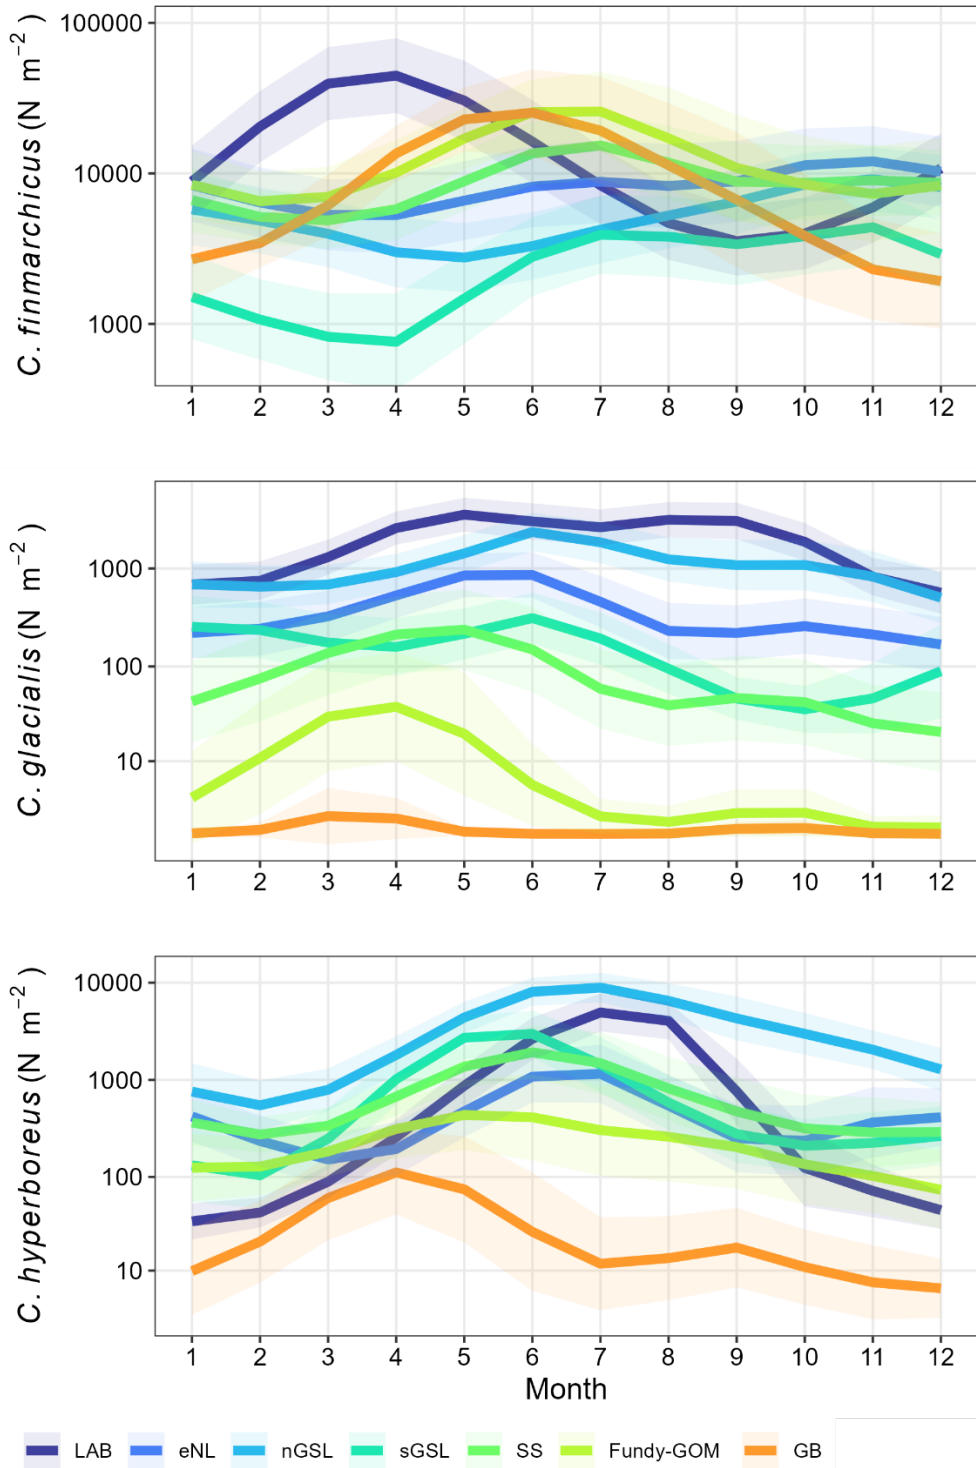 C. finmarchicus (N m−2 )
100000
10000
1000
1 2 3 4 5 6 7 8 9 10 11 12
C. glacialis (N m−2 )
1000
100
10
1 2 3 4 5 6 7 8 9 10 11 12
C. hyperboreus (N m−2 )
10000
1000
100
10
1 2 3 4 5 6 7 8 9 10 11 12
Month
LAB eNL nGSL sGSL SS Fundy-GOM GB